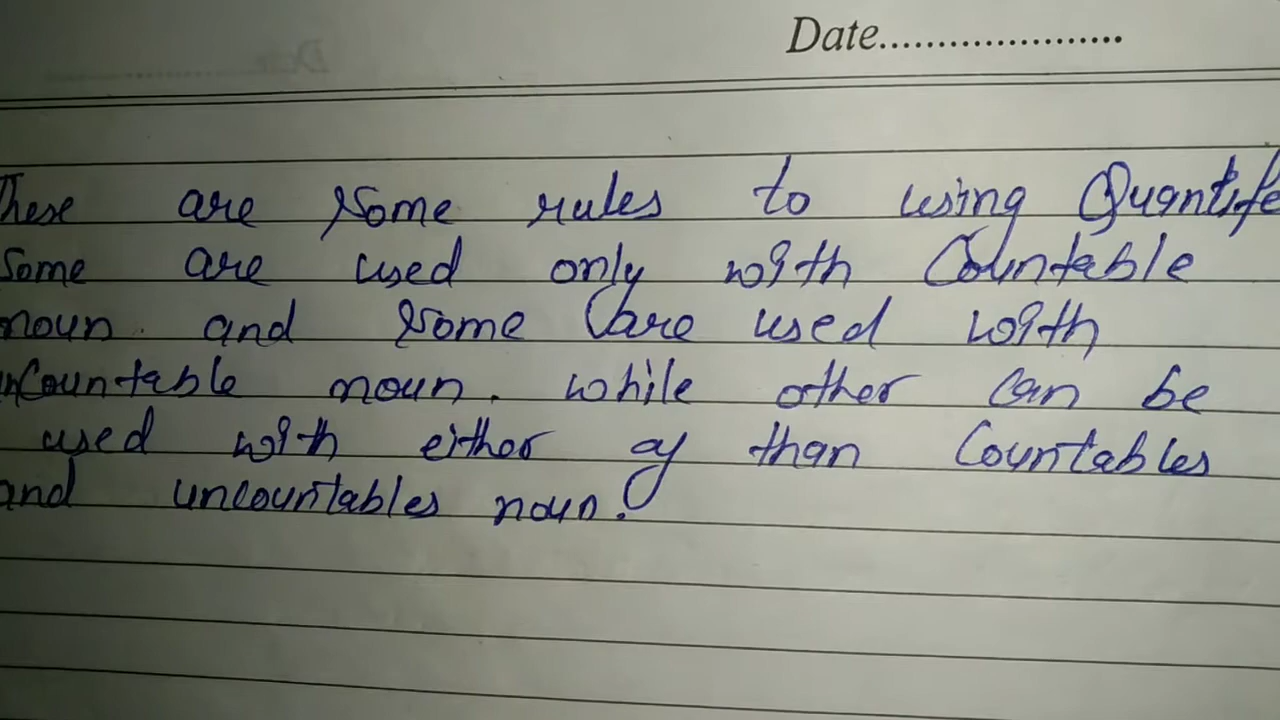 Date.....................
These are some rules to using Quantife
Some are used only with Countable
noun. and some are used with
unCountable noun. while other can be
used with either of than Countables
and uncountables noun.